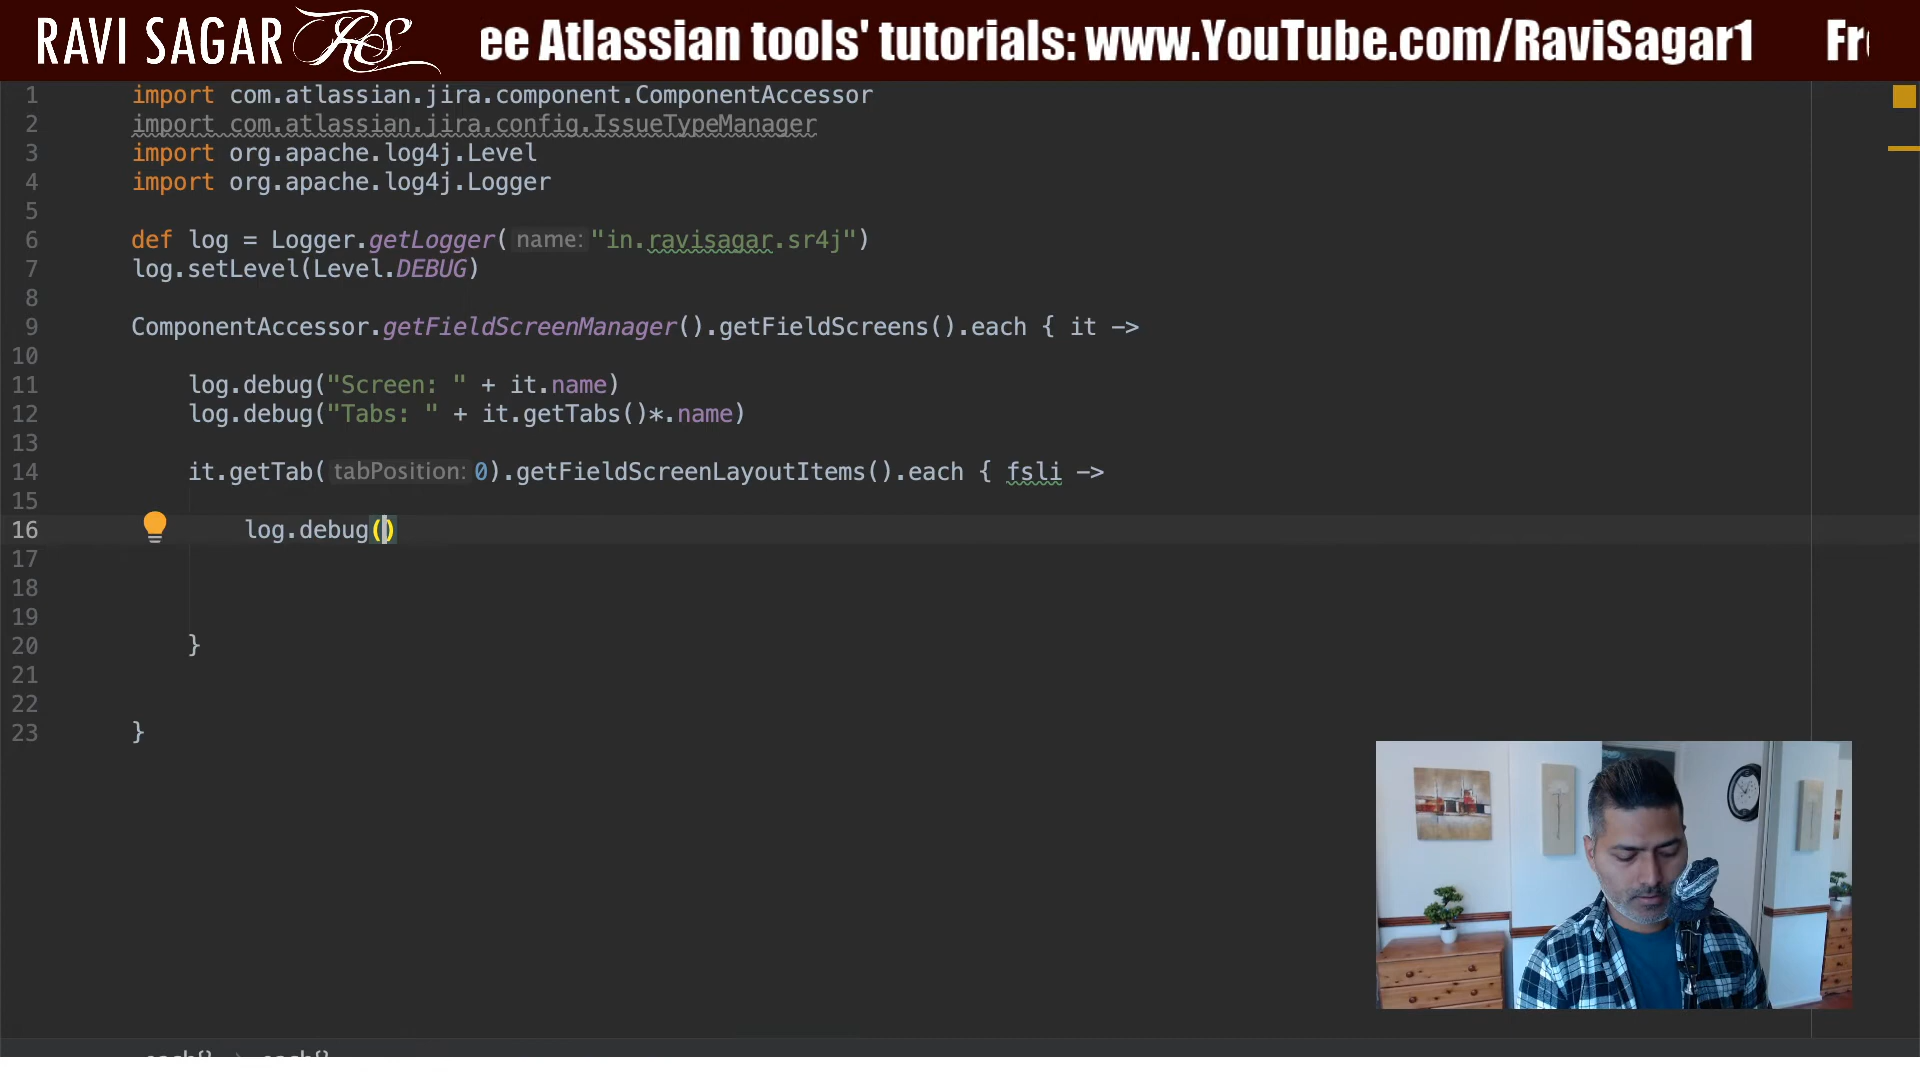 RAVI SAGAR RS ee Atlassian tools' tutorials: www.YouTube.com/RaviSagar1 Fr
1 import com.atlassian.jira.component.ComponentAccessor
2 import com.atlassian.jira.config.IssueTypeManager
3 import org.apache.log4j.Level
4 import org.apache.log4j.Logger
5
6 def log = Logger.getLogger( name: "in.ravisagar.sr4j")
7 log.setLevel(Level.DEBUG)
8
9 ComponentAccessor.getFieldScreenManager().getFieldScreens().each { it ->
10
11 log.debug("Screen: " + it.name)
12 log.debug("Tabs: " + it.getTabs()*.name)
13
14 it.getTab( tabPosition: 0).getFieldScreenLayoutItems().each { fsli ->
15
16 log.debug()
17
18
19
20 }
21
22
23 }